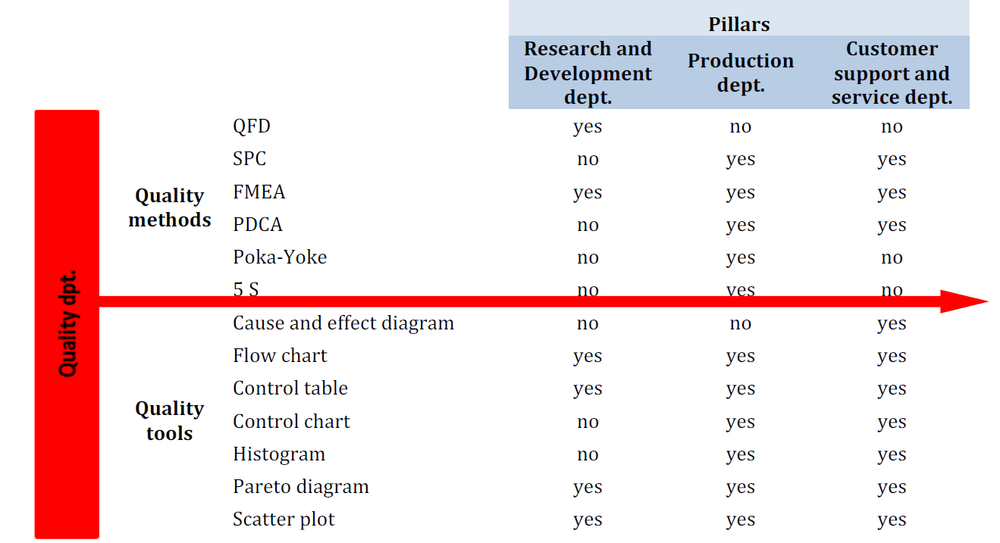 Pillars
Research and Development dept. Production dept. Customer support and service dept.
Quality dpt.
Quality methods
QFD yes no no
SPC no yes yes
FMEA yes yes yes
PDCA no yes yes
Poka-Yoke no yes no
5 S no yes no
Quality tools
Cause and effect diagram no no yes
Flow chart yes yes yes
Control table yes yes yes
Control chart no yes yes
Histogram no yes yes
Pareto diagram yes yes yes
Scatter plot yes yes yes